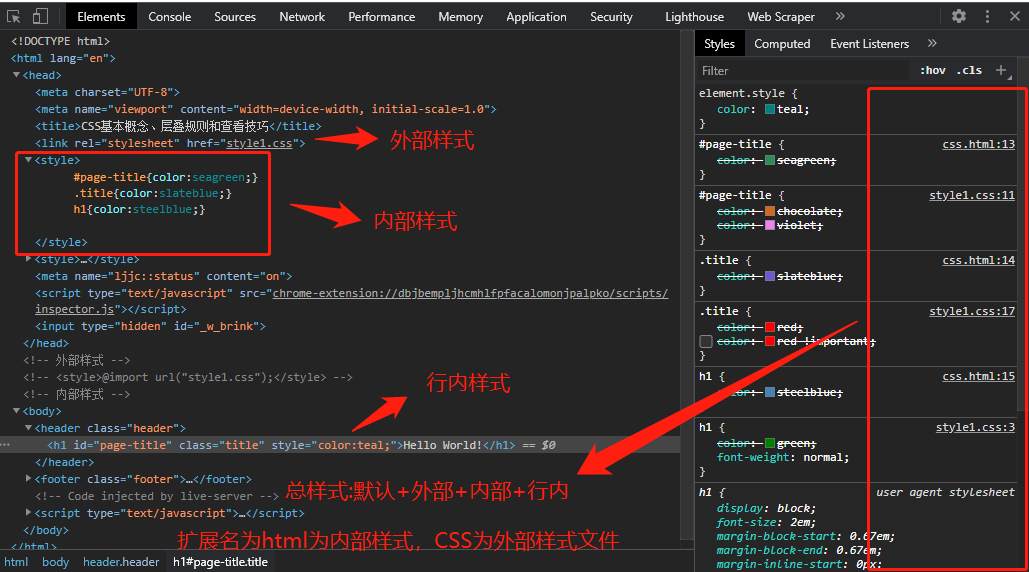 Elements Console Sources Network Performance Memory Application Security Lighthouse Web Scraper »
<!DOCTYPE html>
<html lang="en">
<head>
<meta charset="UTF-8">
<meta name="viewport" content="width=device-width, initial-scale=1.0">
<title>CSS基本概念、层叠规则和查看技巧</title>
<link rel="stylesheet" href="style1.css">
外部样式
<style>
#page-title{color:seagreen;}
.title{color:slateblue;}
h1{color:steelblue;}
内部样式
</style>
<style>…</style>
<meta name="ljjc::status" content="on">
<script type="text/javascript" src="chrome-extension://dbjbempljhcmhlfpfacalomonjpalpko/scripts/
inspector.js"></script>
<input type="hidden" id="_w_brink">
</head>
<!-- 外部样式 -->
<!-- <style>@import url("style1.css");</style> -->
行内样式
<!-- 内部样式 -->
<body>
<header class="header">
<h1 id="page-title" class="title" style="color:teal;">Hello World!</h1> == $0
</header>
<footer class="footer">…</footer>
总样式:默认+外部+内部+行内
<!-- Code injected by live-server -->
<script type="text/javascript">…</script>
</body>
扩展名为html为内部样式，CSS为外部样式文件
</html>
html body header.header h1#page-title.title
Styles Computed Event Listeners »
Filter :hov .cls +
element.style {
color: teal;
}
#page-title { css.html:13
color: seagreen;
}
#page-title { style1.css:11
color: chocolate;
color: violet;
}
.title { css.html:14
color: slateblue;
}
.title { style1.css:17
color: red;
color: red !important;
}
h1 { css.html:15
color: steelblue;
}
h1 { style1.css:3
color: green;
font-weight: normal;
}
h1 { user agent stylesheet
display: block;
font-size: 2em;
margin-block-start: 0.67em;
margin-block-end: 0.67em;
margin-inline-start: 0px;